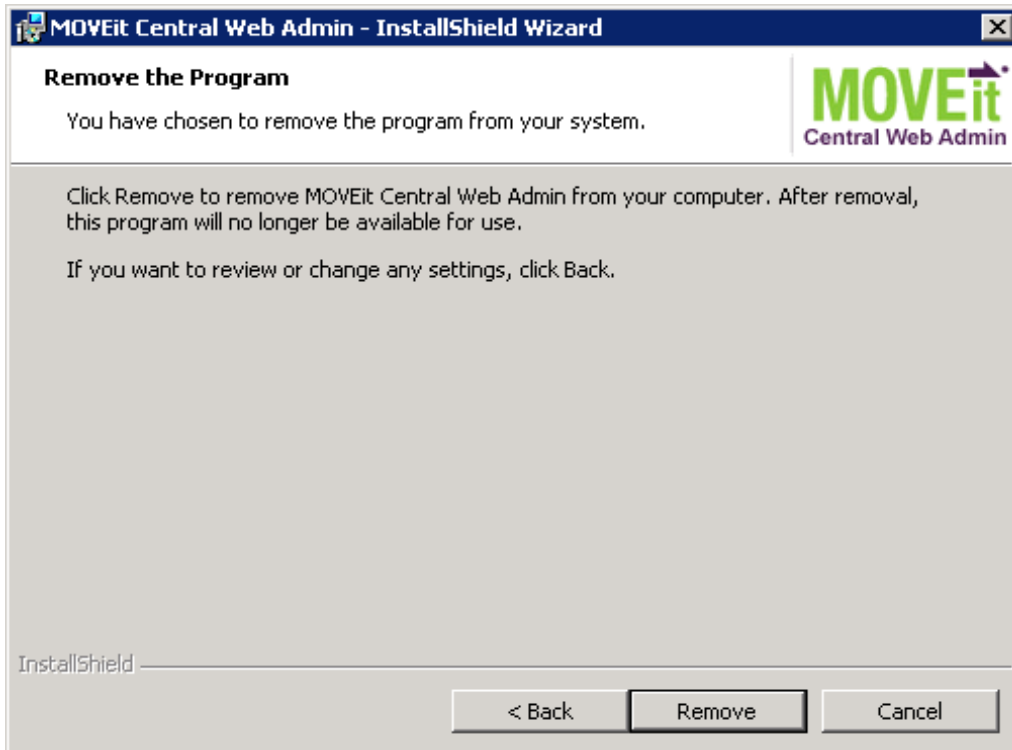 MOVEit Central Web Admin - InstallShield Wizard
Remove the Program
You have chosen to remove the program from your system.
MOVEit
Central Web Admin
Click Remove to remove MOVEit Central Web Admin from your computer. After removal,
this program will no longer be available for use.
If you want to review or change any settings, click Back.
InstallShield
< Back
Remove
Cancel